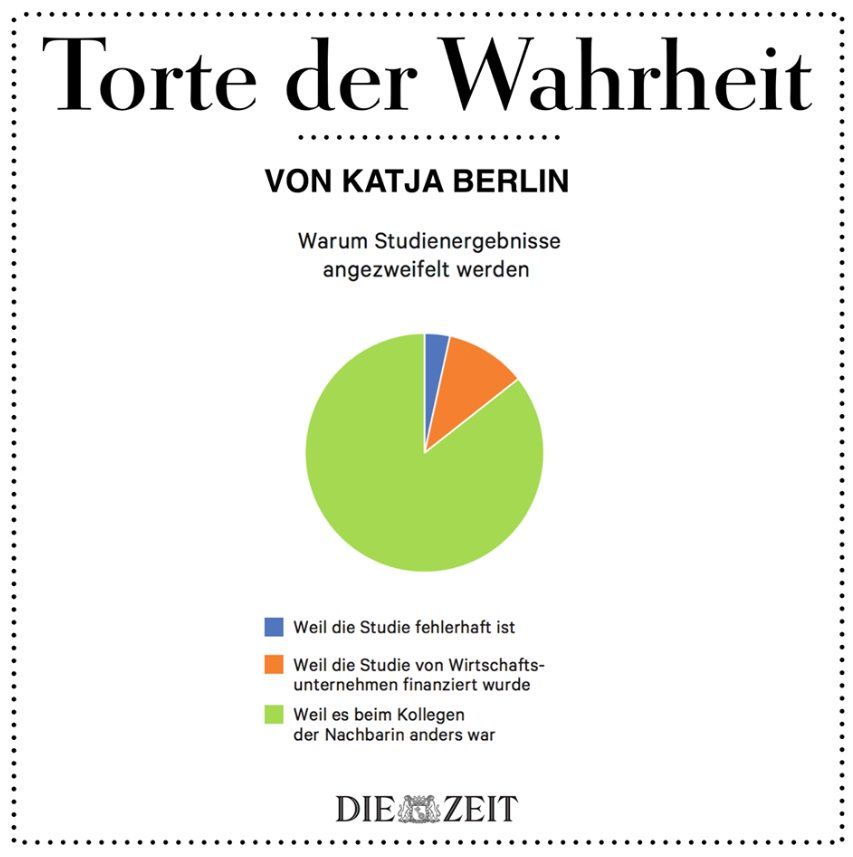 Torte der Wahrheit
VON KATJA BERLIN
Warum Studienergebnisse
angezweifelt werden
Weil die Studie fehlerhaft ist
Weil die Studie von Wirtschafts-
unternehmen finanziert wurde
Weil es beim Kollegen
der Nachbarin anders war
DIE ZEIT